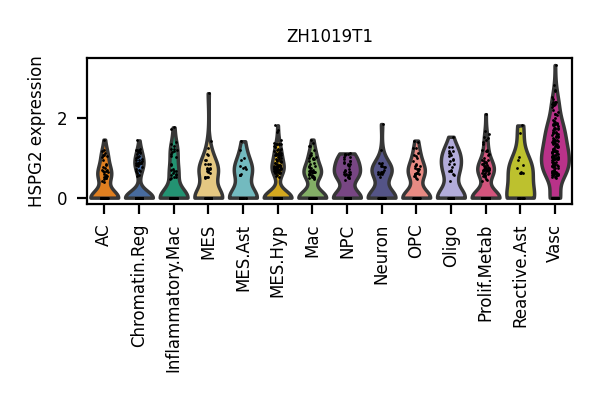 ZH1019T1
HSPG2 expression
2
0
AC
Chromatin.Reg
Inflammatory.Mac
MES
MES.Ast
MES.Hyp
Mac
NPC
Neuron
OPC
Oligo
Prolif.Metab
Reactive.Ast
Vasc